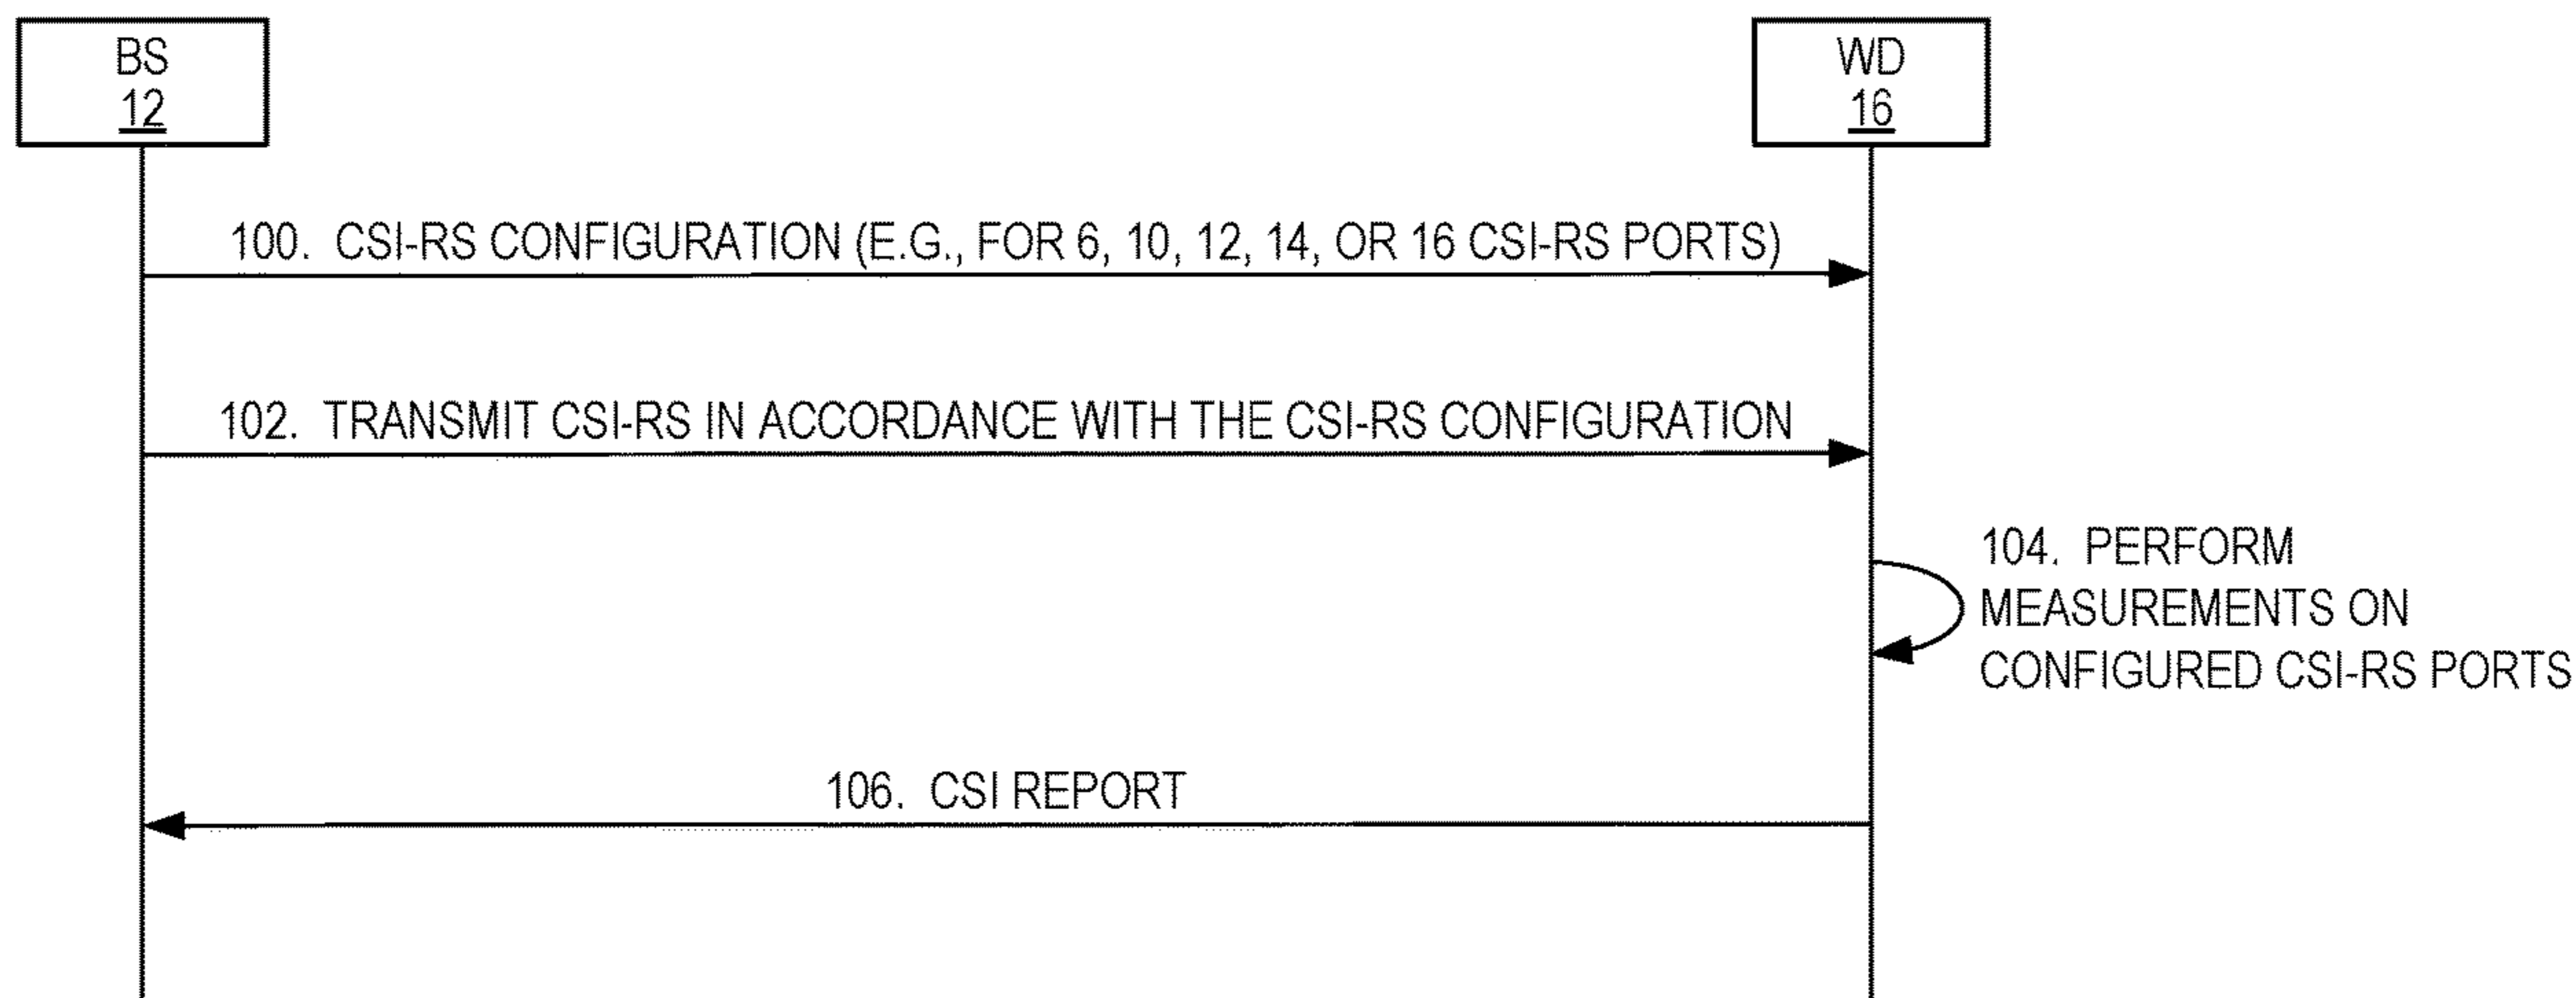 BS
12
WD
16
100. CSI-RS CONFIGURATION (E.G., FOR 6, 10, 12, 14, OR 16 CSI-RS PORTS)
102. TRANSMIT CSI-RS IN ACCORDANCE WITH THE CSI-RS CONFIGURATION
104. PERFORM
MEASUREMENTS ON
CONFIGURED CSI-RS PORTS
106. CSI REPORT